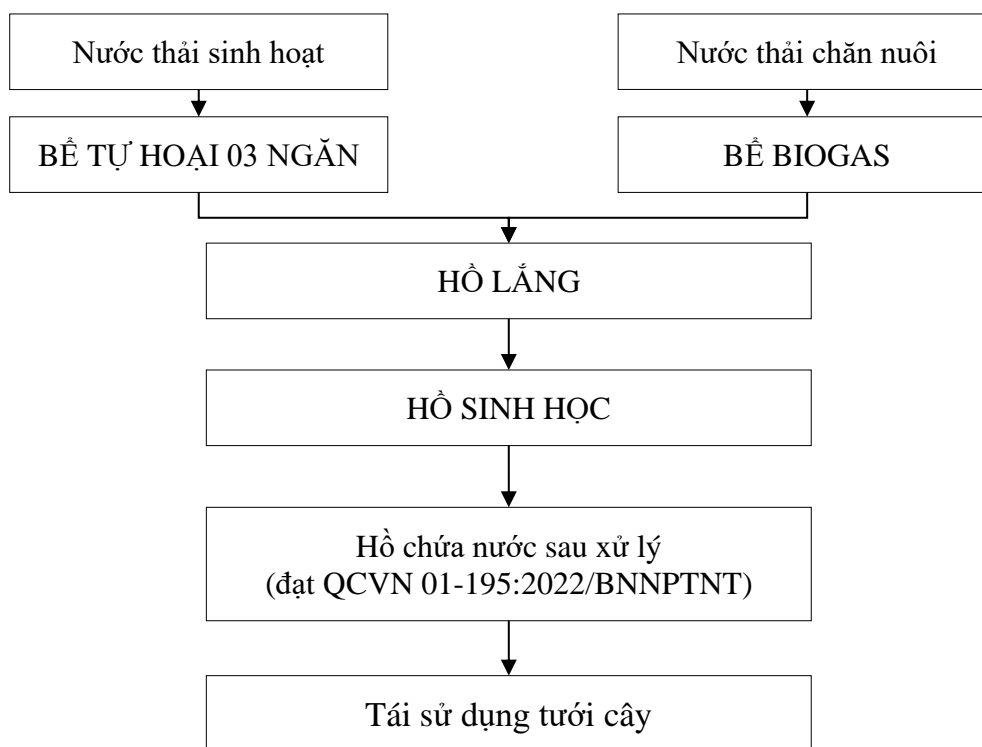 Nước thải sinh hoạt
Nước thải chăn nuôi
BỂ TỰ HOẠI 03 NGĂN
BỂ BIOGAS
HỒ LẮNG
HỒ SINH HỌC
Hồ chứa nước sau xử lý
(đạt QCVN 01-195:2022/BNNPTNT)
Tái sử dụng tưới cây